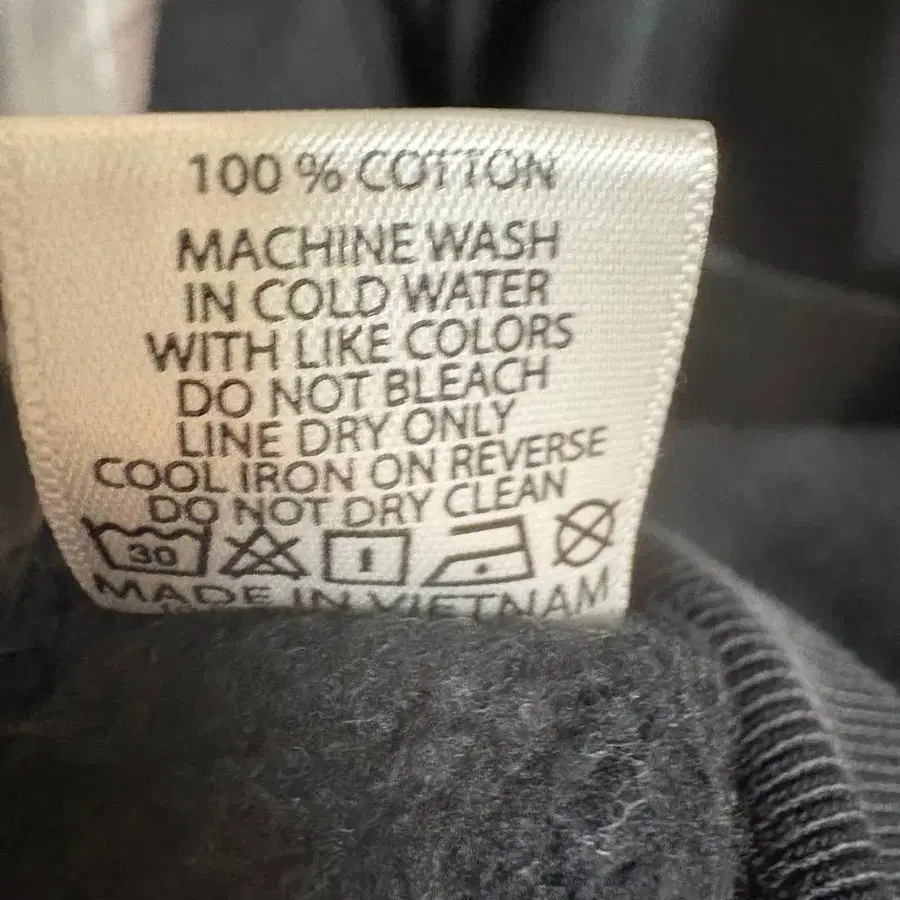 100 % COTTON
MACHINE WASH
IN COLD WATER
WITH LIKE COLORS
DO NOT BLEACH
LINE DRY ONLY
COOL IRON ON REVERSE
DO NOT DRY CLEAN
30
MADE IN VIETNAM